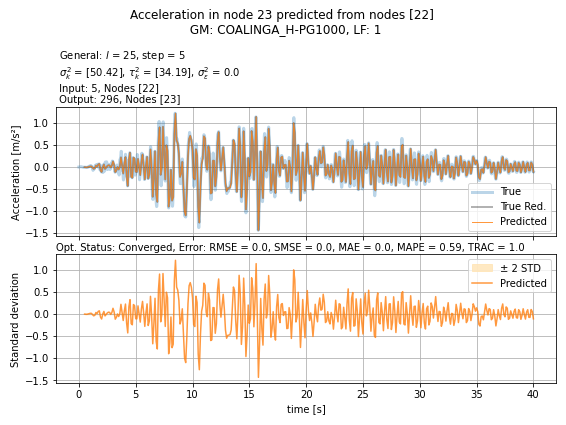 Acceleration in node 23 predicted from nodes [22]
GM: COALINGA_H-PG1000, LF: 1
General: l = 25, step = 5
σ²ₖ = [50.42], τ²ₖ = [34.19], σ²ε = 0.0
Input: 5, Nodes [22]
Output: 296, Nodes [23]
Acceleration [m/s²]
1.0
0.5
0.0
−0.5
−1.0
−1.5
True
True Red.
Predicted
Opt. Status: Converged, Error: RMSE = 0.0, SMSE = 0.0, MAE = 0.0, MAPE = 0.59, TRAC = 1.0
Standard deviation
1.0
0.5
0.0
−0.5
−1.0
−1.5
± 2 STD
Predicted
0 5 10 15 20 25 30 35 40
time [s]